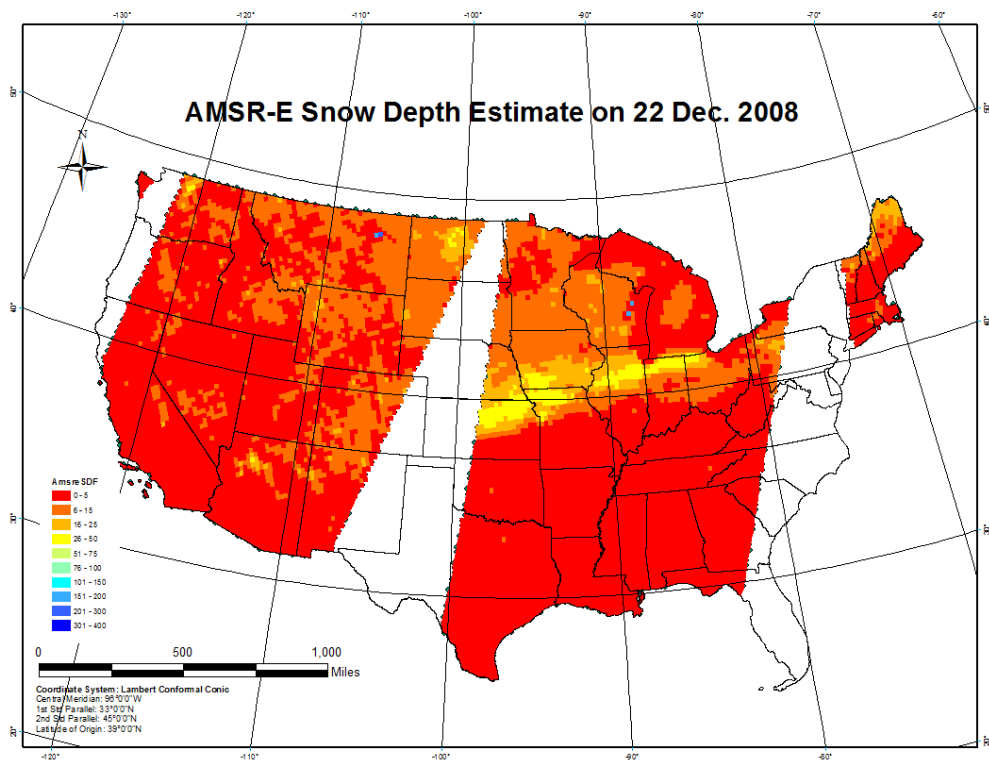 -130° -120° -110° -100° -90° -80° -70° -60°
AMSR-E Snow Depth Estimate on 22 Dec. 2008
N
50° 50°
40° 40°
30° 30°
20° 20°
Amsre SDF
0 - 5
6 - 15
16 - 25
26 - 50
51 - 75
76 - 100
101 - 150
151 - 200
201 - 300
301 - 400
0 500 1,000
Miles
Coordinate System: Lambert Conformal Conic
Central Meridian: 96°0'0"W
1st Std Parallel: 33°0'0"N
2nd Std Parallel: 45°0'0"N
Latitude of Origin: 39°0'0"N
-120° -110° -100° -90° -80°